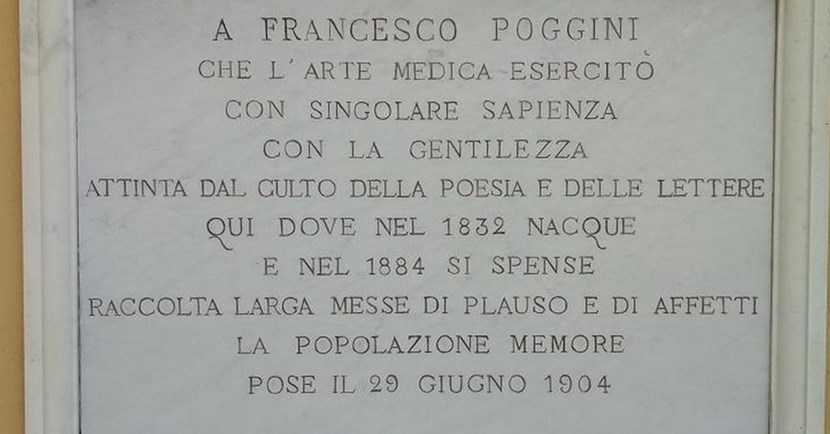 A FRANCESCO POGGINI
CHE L'ARTE MEDICA ESERCITÒ
CON SINGOLARE SAPIENZA
CON LA GENTILEZZA
ATTINTA DAL CULTO DELLA POESIA E DELLE LETTERE
QUI DOVE NEL 1832 NACQUE
E NEL 1884 SI SPENSE
RACCOLTA LARGA MESSE DI PLAUSO E DI AFFETTI
LA POPOLAZIONE MEMORE
POSE IL 29 GIUGNO 1904